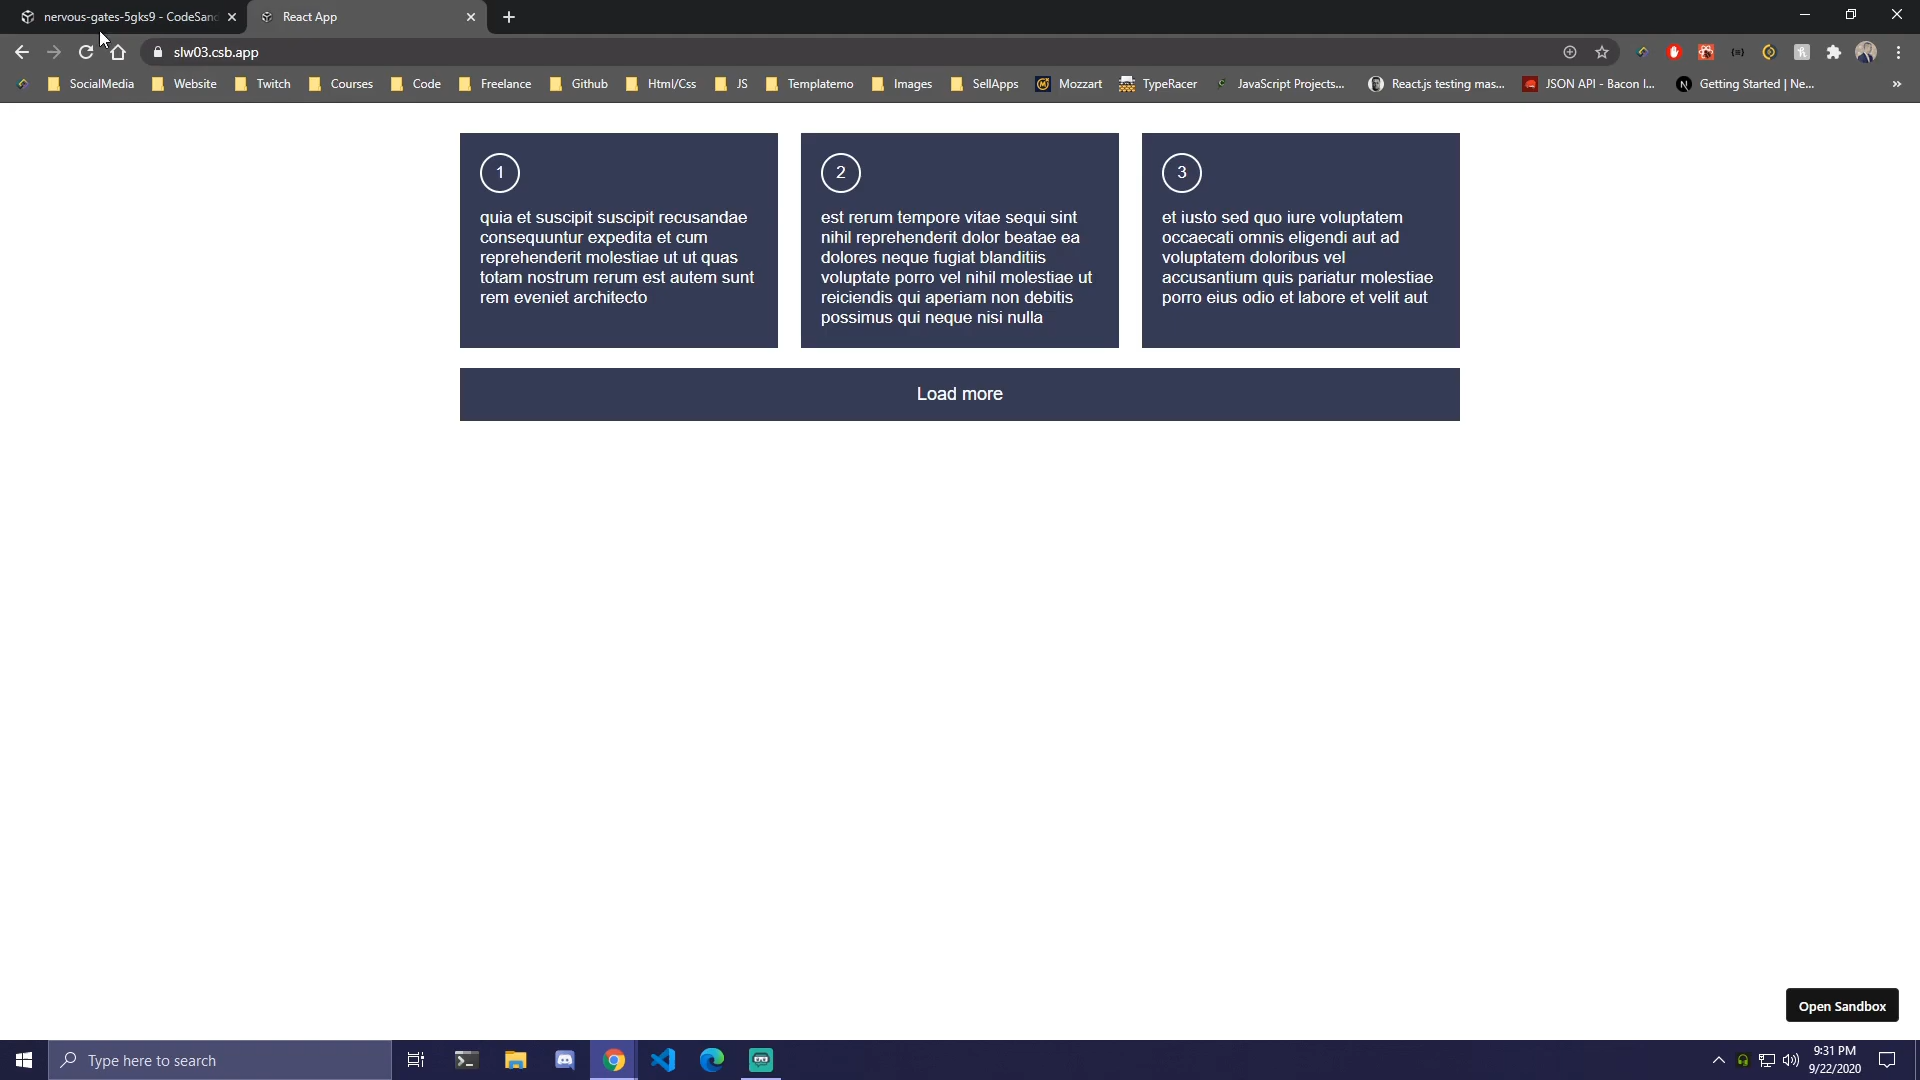 nervous-gates-5gks9 - CodeSand
React App
slw03.csb.app
SocialMedia
Website
Twitch
Courses
Code
Freelance
Github
Html/Css
JS
Templatemo
Images
SellApps
Mozzart
TypeRacer
JavaScript Projects...
React.js testing mas...
JSON API - Bacon I...
Getting Started | Ne...
1
quia et suscipit suscipit recusandae
consequuntur expedita et cum
reprehenderit molestiae ut ut quas
totam nostrum rerum est autem sunt
rem eveniet architecto
2
est rerum tempore vitae sequi sint
nihil reprehenderit dolor beatae ea
dolores neque fugiat blanditiis
voluptate porro vel nihil molestiae ut
reiciendis qui aperiam non debitis
possimus qui neque nisi nulla
3
et iusto sed quo iure voluptatem
occaecati omnis eligendi aut ad
voluptatem doloribus vel
accusantium quis pariatur molestiae
porro eius odio et labore et velit aut
Load more
Open Sandbox
Type here to search
9:31 PM
9/22/2020